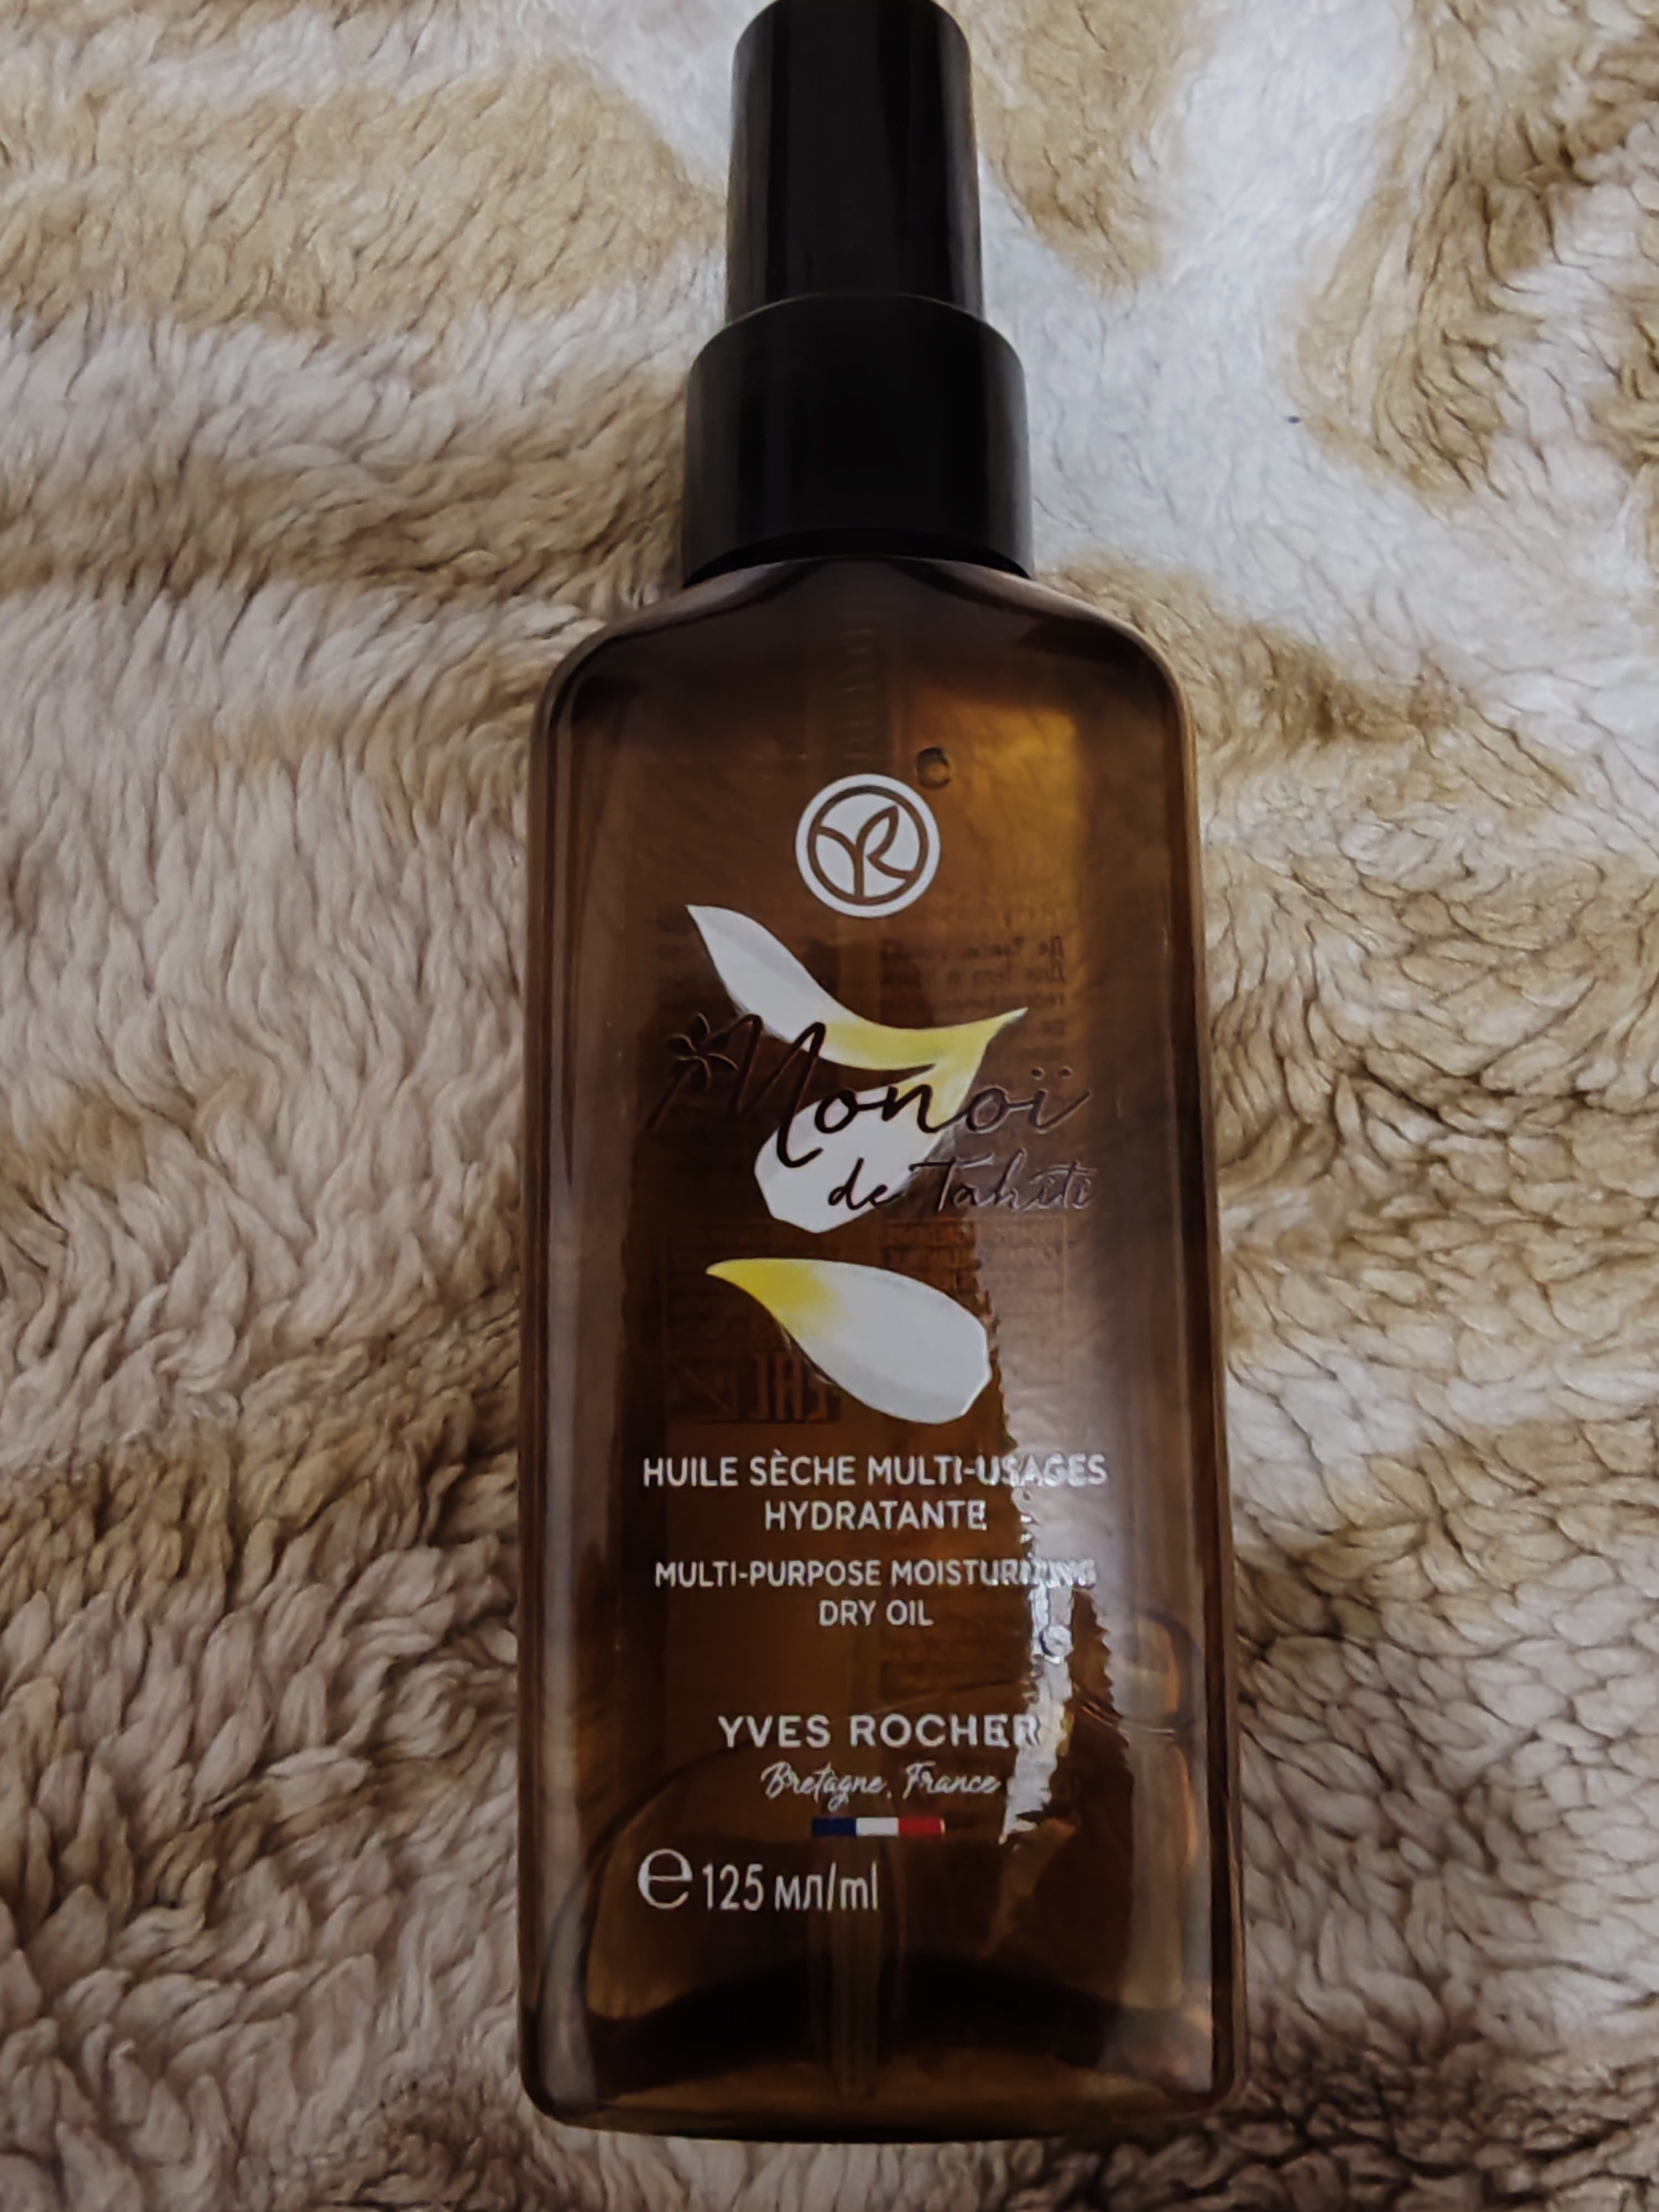 YR
Monoï
de Tahiti
HUILE SÈCHE MULTI-USAGES
HYDRATANTE
MULTI-PURPOSE MOISTURIZING
DRY OIL
YVES ROCHER
Bretagne, France
e 125 мл/ml